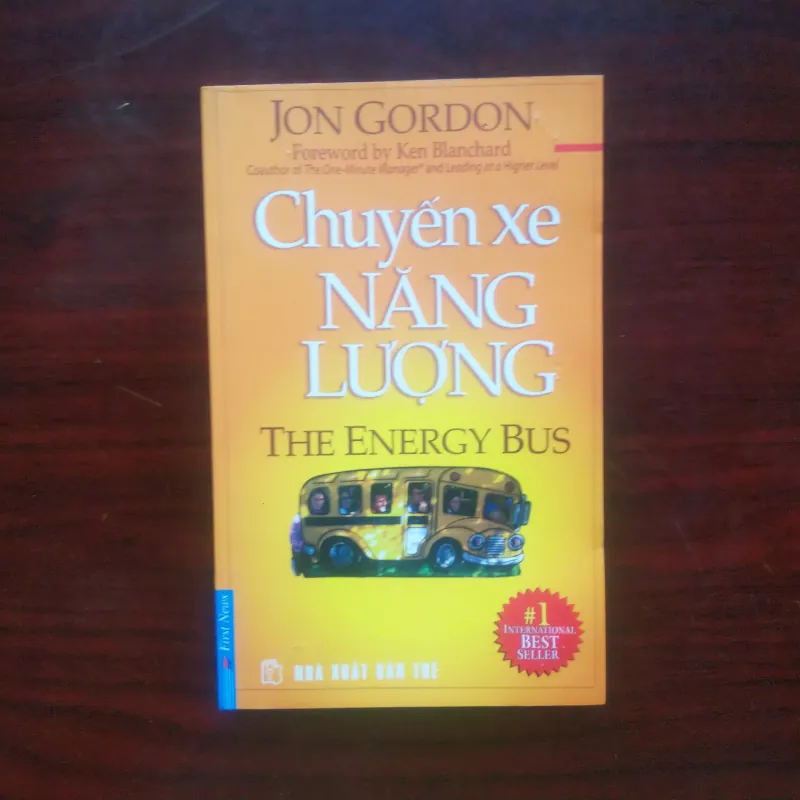 JON GORDON
Foreword by Ken Blanchard
Coauthor of The One-Minute Manager® and Leading at a Higher Level
Chuyến xe
NĂNG
LƯỢNG
THE ENERGY BUS
#1
INTERNATIONAL
BEST
SELLER
First News
NHÀ XUẤT BẢN TRẺ